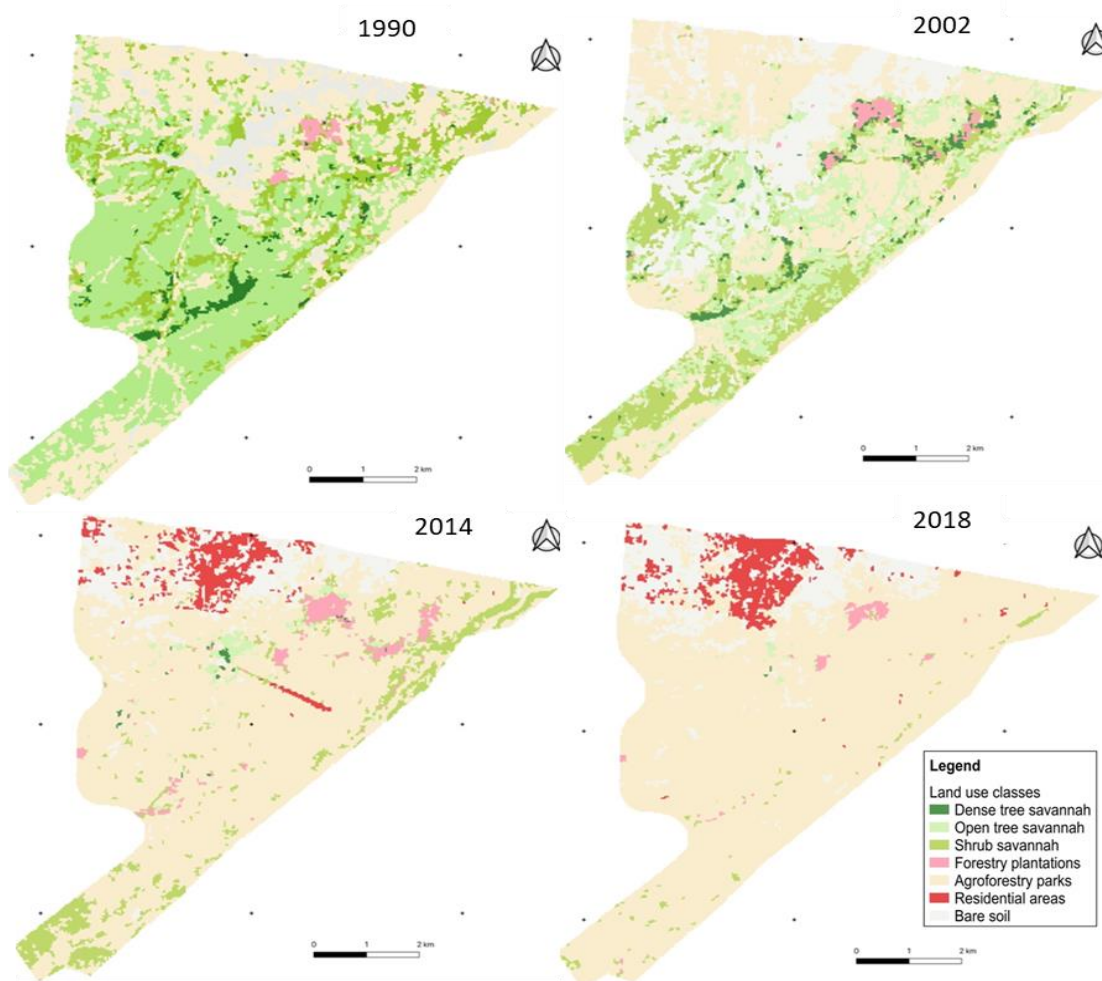 1990
2002
0 1 2 km
0 1 2 km
2014
2018
Legend
Land use classes
Dense tree savannah
Open tree savannah
Shrub savannah
Forestry plantations
Agroforestry parks
Residential areas
Bare soil
0 1 2 km
0 1 2 km